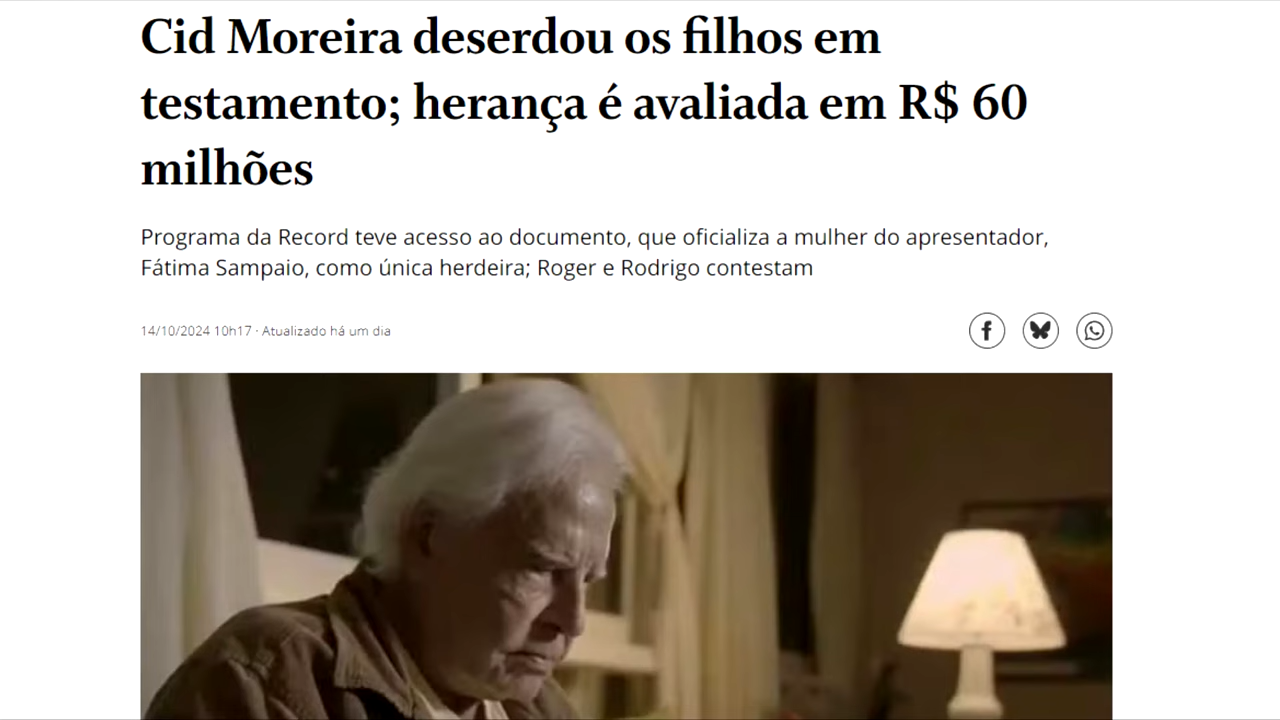 Cid Moreira deserdou os filhos em
testamento; herança é avaliada em R$ 60
milhões
Programa da Record teve acesso ao documento, que oficializa a mulher do apresentador,
Fátima Sampaio, como única herdeira; Roger e Rodrigo contestam
14/10/2024 10h17 · Atualizado há um dia